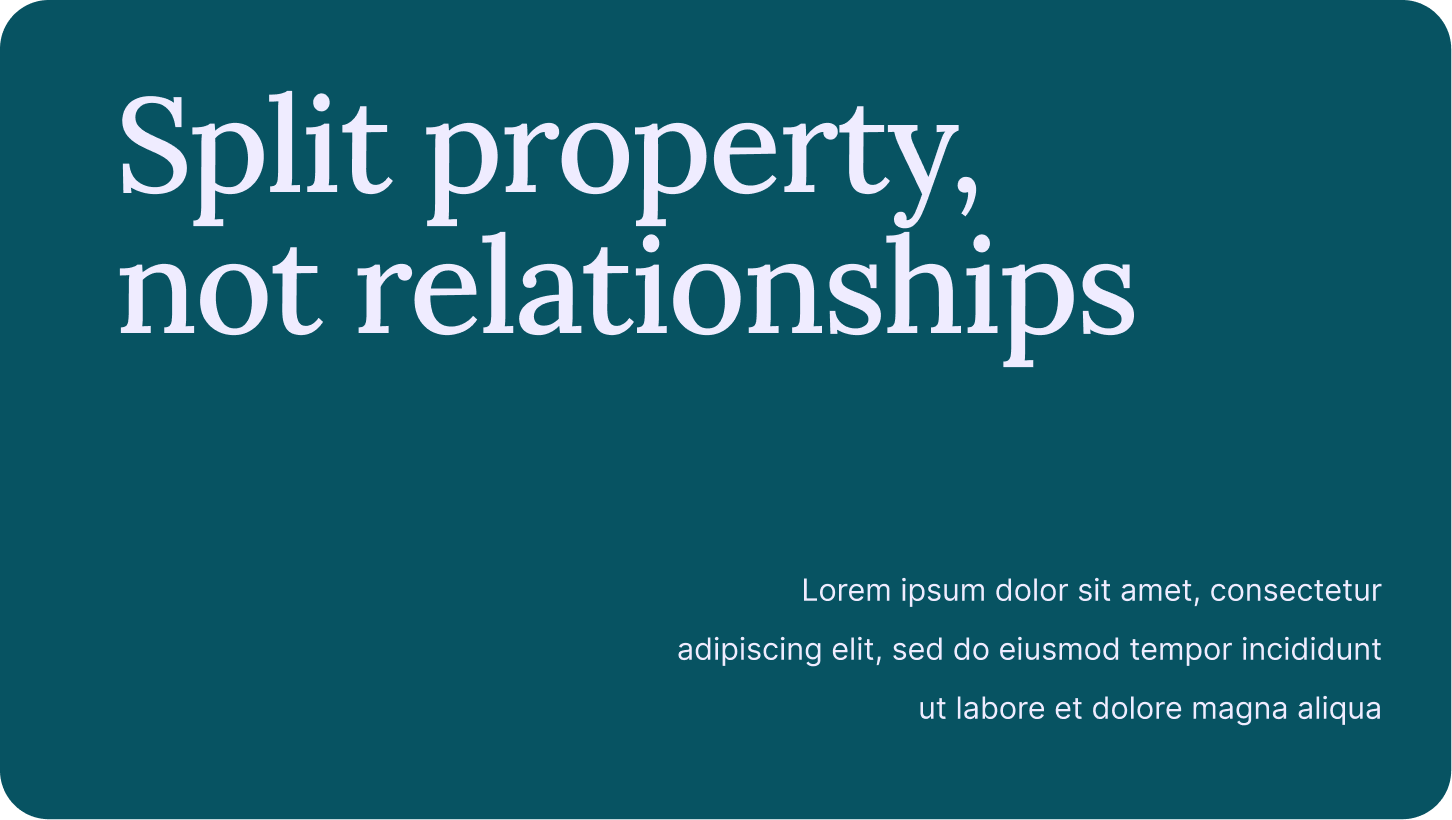 Split property,
not relationships
Lorem ipsum dolor sit amet, consectetur
adipiscing elit, sed do eiusmod tempor incididunt
ut labore et dolore magna aliqua